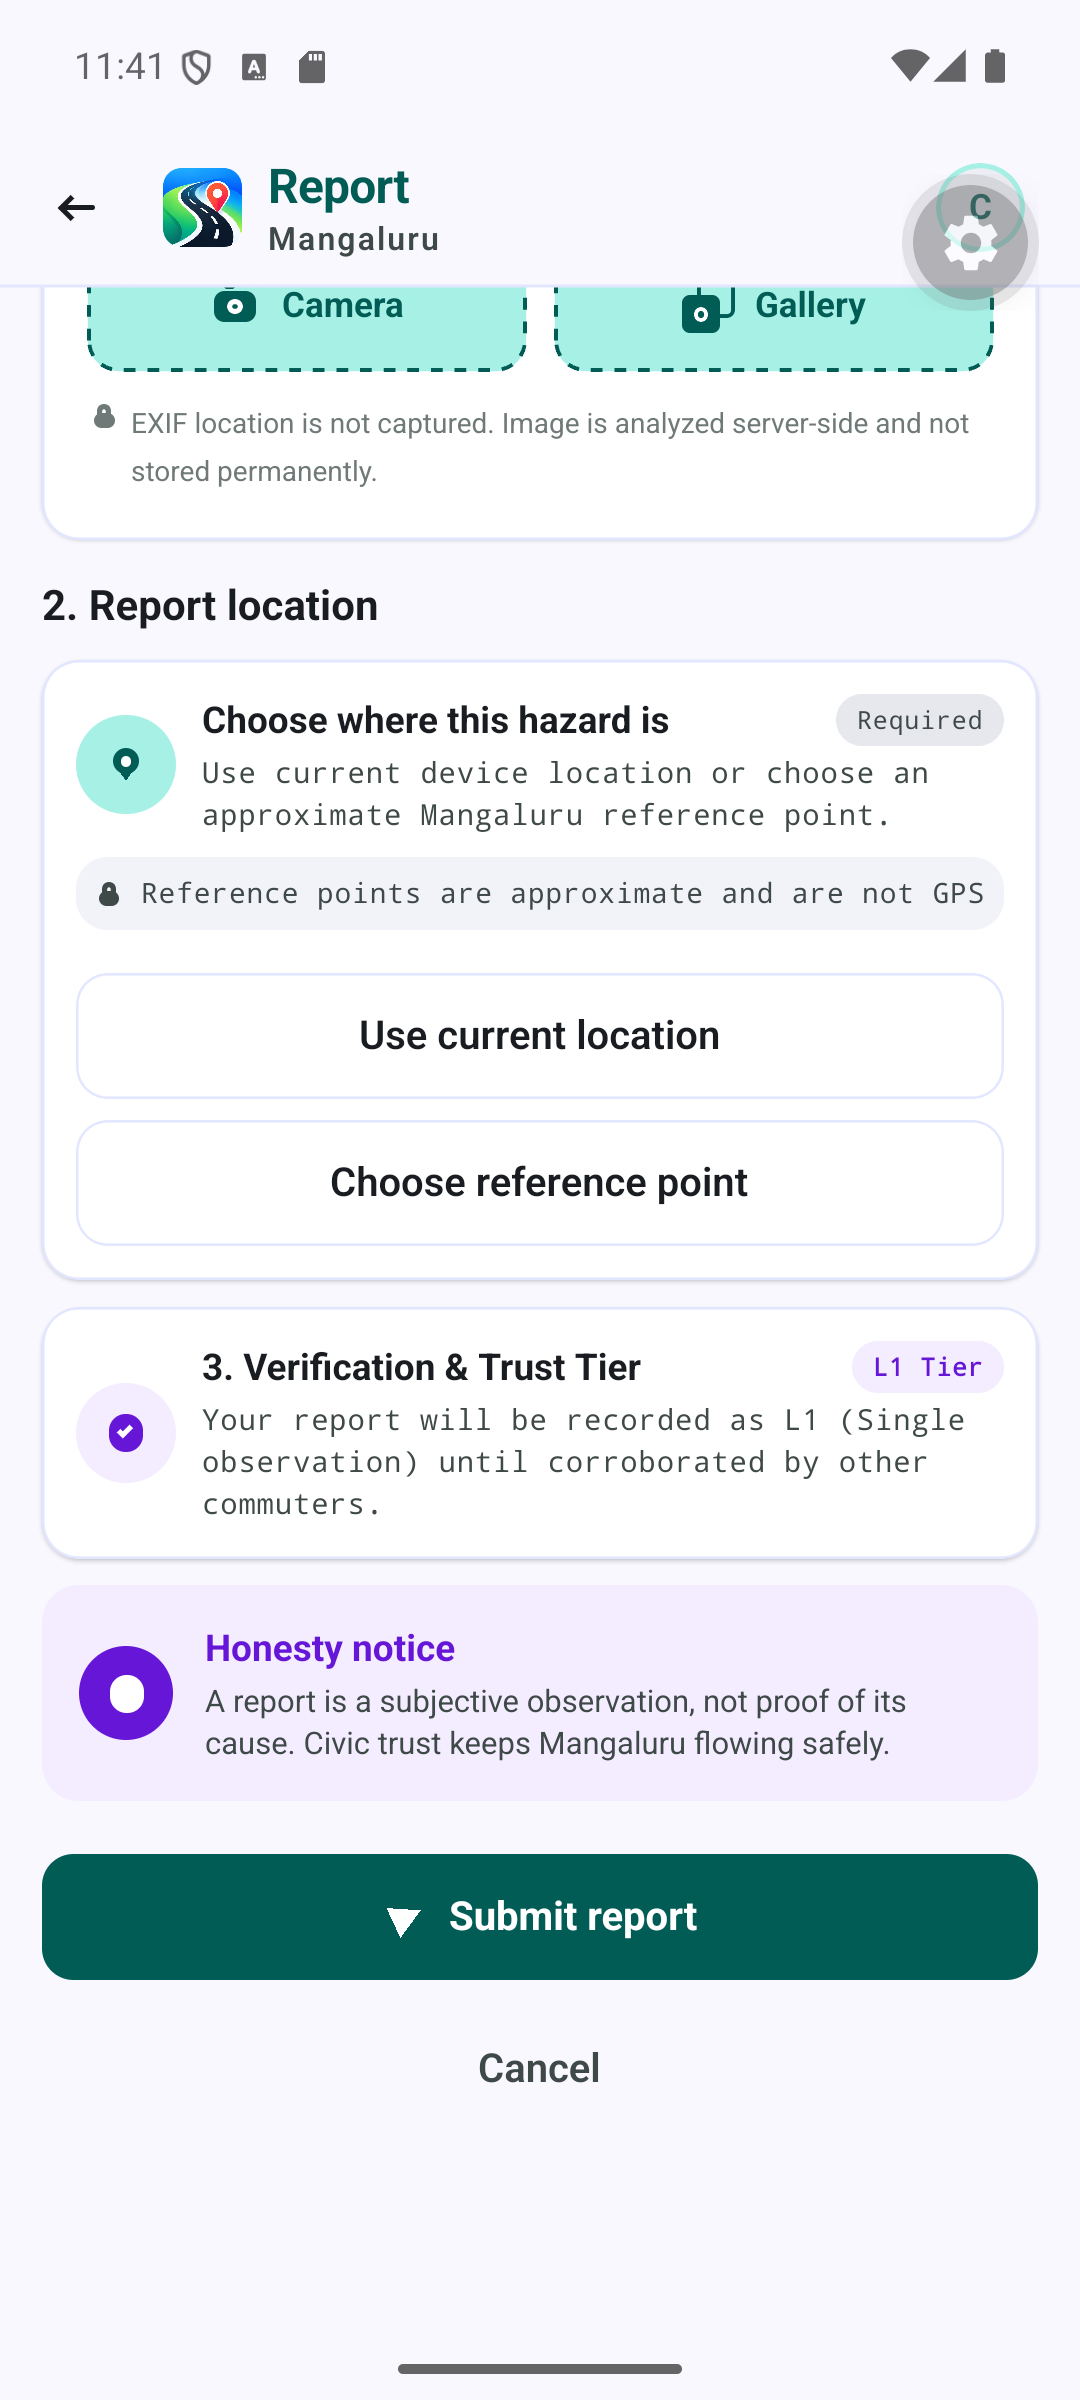 11:41
Report
Mangaluru
C
Camera
Gallery
EXIF location is not captured. Image is analyzed server-side and not
stored permanently.
2. Report location
Choose where this hazard is
Required
Use current device location or choose an
approximate Mangaluru reference point.
Reference points are approximate and are not GPS
Use current location
Choose reference point
3. Verification & Trust Tier
L1 Tier
Your report will be recorded as L1 (Single
observation) until corroborated by other
commuters.
Honesty notice
A report is a subjective observation, not proof of its
cause. Civic trust keeps Mangaluru flowing safely.
Submit report
Cancel